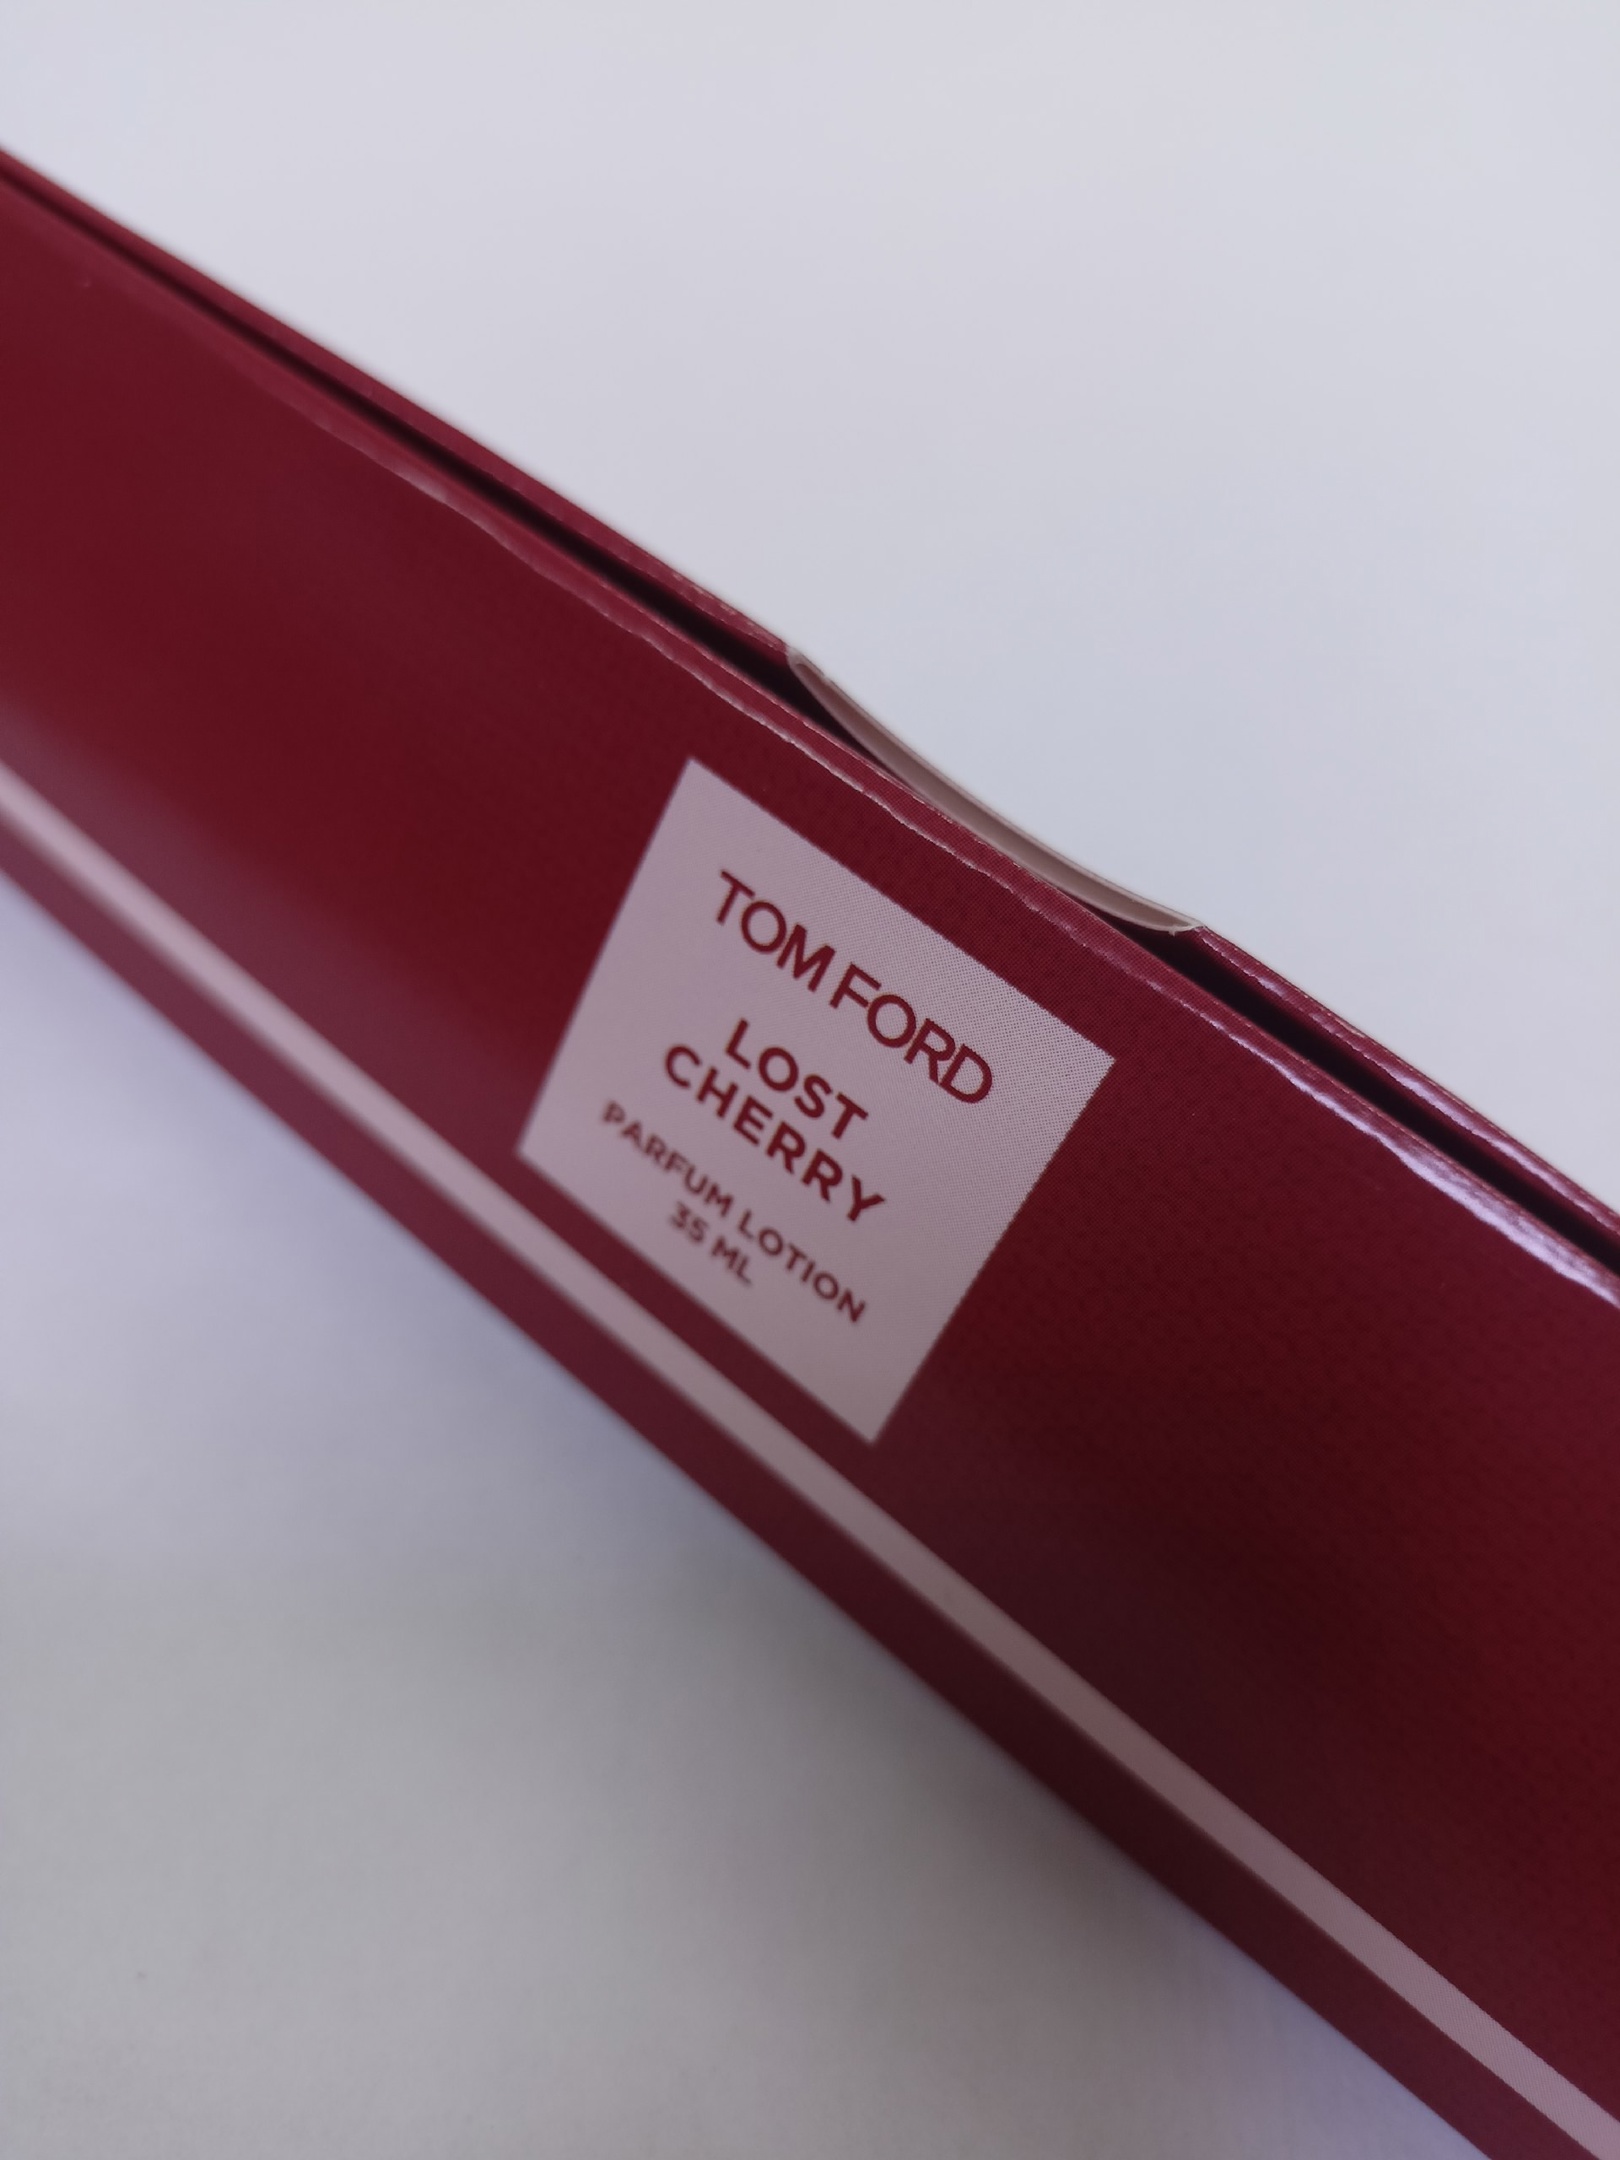 TOM FORD
LOST
CHERRY
PARFUM LOTION
35 ML